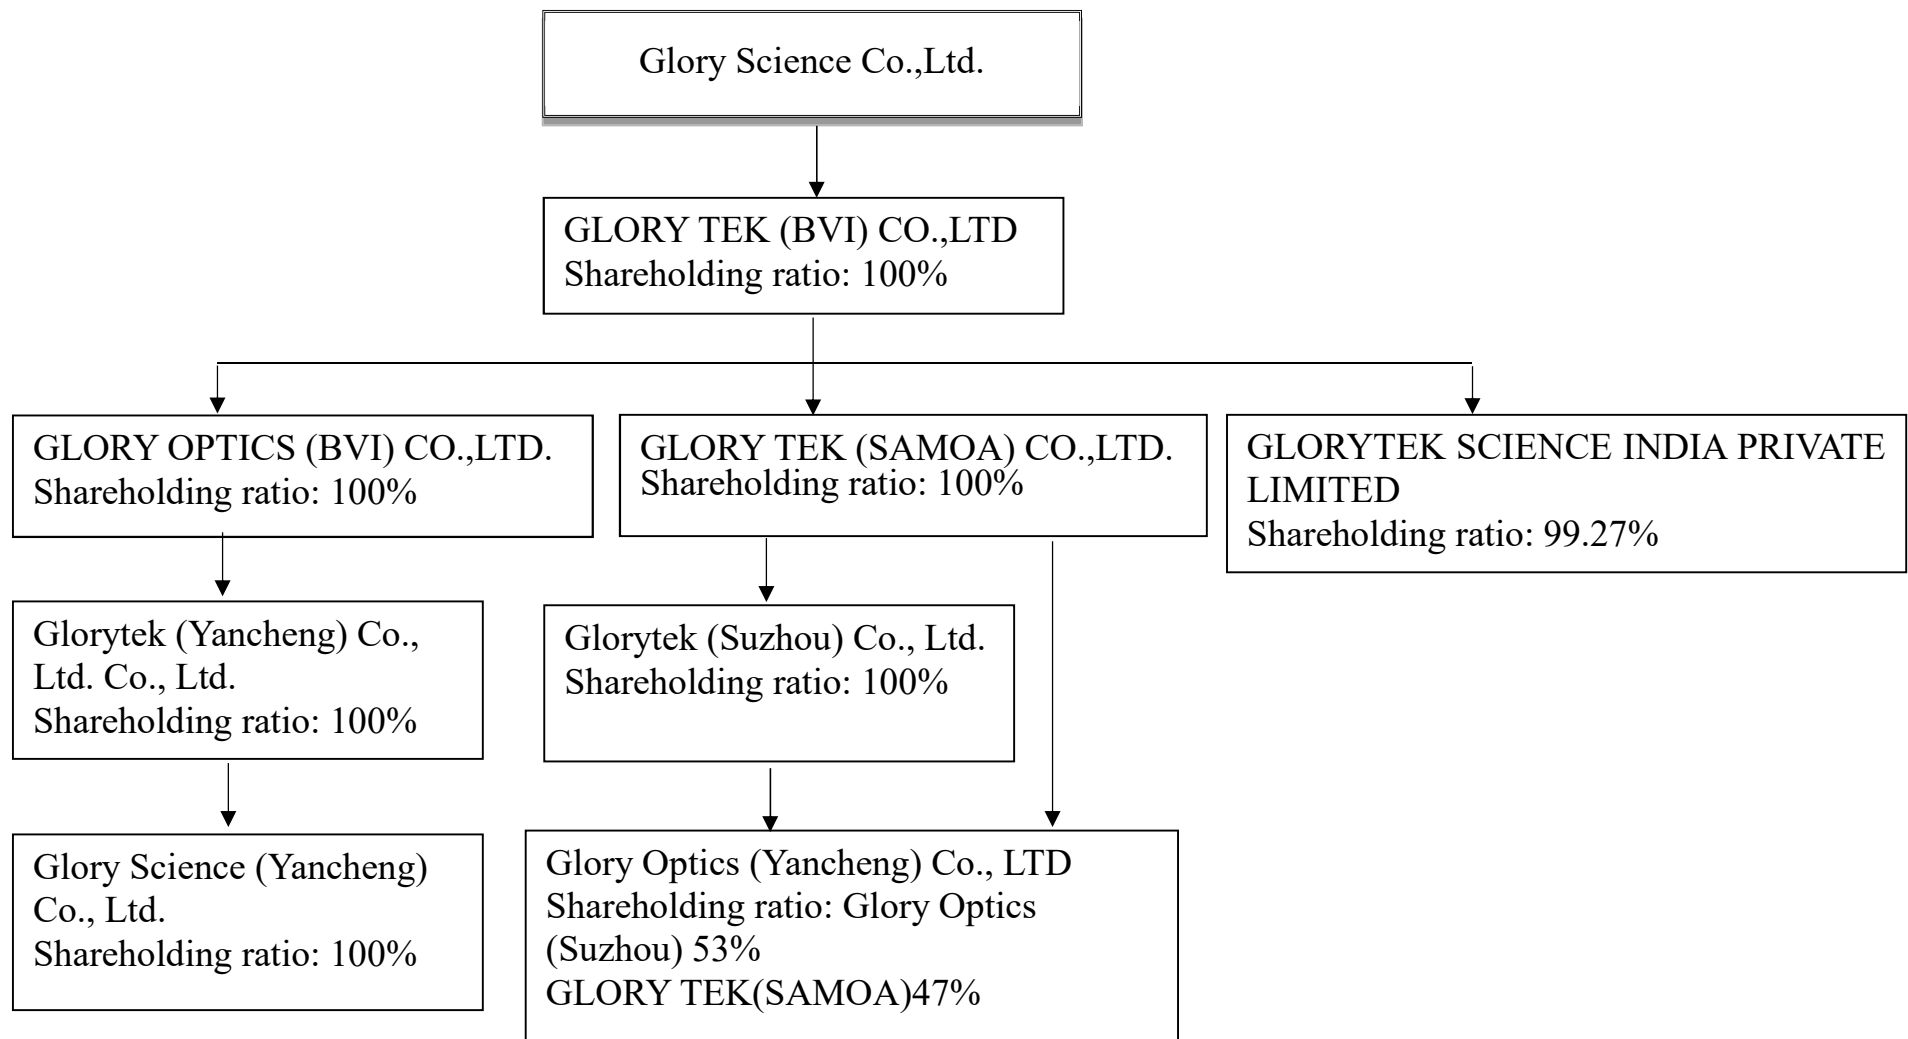 Glory Science Co.,Ltd.
GLORY TEK (BVI) CO.,LTD
Shareholding ratio: 100%
GLORY OPTICS (BVI) CO.,LTD.
Shareholding ratio: 100%
GLORY TEK (SAMOA) CO.,LTD.
Shareholding ratio: 100%
GLORYTEK SCIENCE INDIA PRIVATE
LIMITED
Shareholding ratio: 99.27%
Glorytek (Yancheng) Co.,
Ltd. Co., Ltd.
Shareholding ratio: 100%
Glorytek (Suzhou) Co., Ltd.
Shareholding ratio: 100%
Glory Science (Yancheng)
Co., Ltd.
Shareholding ratio: 100%
Glory Optics (Yancheng) Co., LTD
Shareholding ratio: Glory Optics
(Suzhou) 53%
GLORY TEK(SAMOA)47%